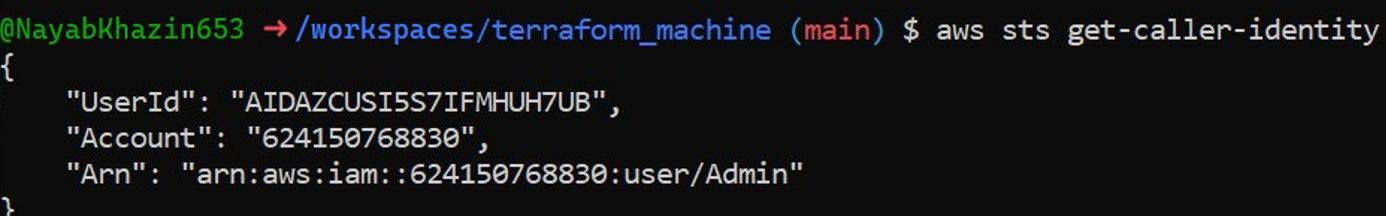 @NayabKhazin653 ➜ /workspaces/terraform_machine (main) $ aws sts get-caller-identity
{
    "UserId": "AIDAZCUSI5S7IFMHUH7UB",
    "Account": "624150768830",
    "Arn": "arn:aws:iam::624150768830:user/Admin"
}